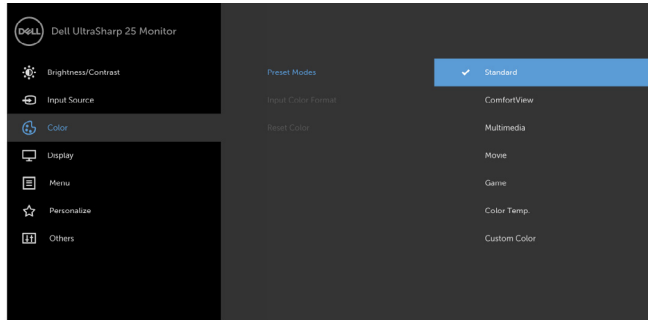 DELL Dell UltraSharp 25 Monitor
Brightness/Contrast
Input Source
Color
Display
Menu
Personalize
Others
Preset Modes
Input Color Format
Reset Color
Standard
ComfortView
Multimedia
Movie
Game
Color Temp.
Custom Color